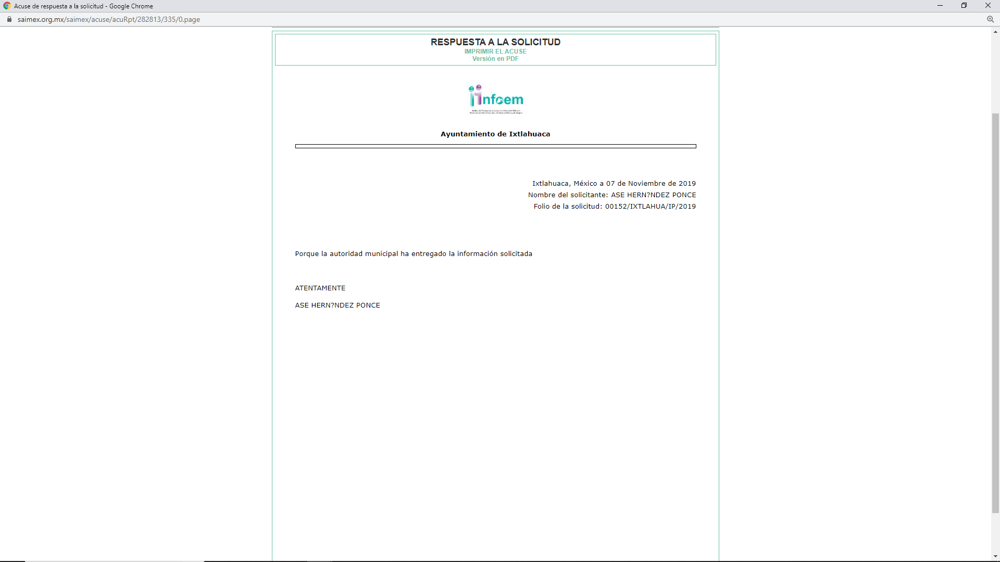 Acuse de respuesta a la solicitud - Google Chrome
saimex.org.mx/saimex/acuse/acuRpt/282813/335/0.page
RESPUESTA A LA SOLICITUD
IMPRIMIR EL ACUSE
Versión en PDF
infoem
Ayuntamiento de Ixtlahuaca
Ixtlahuaca, México a 07 de Noviembre de 2019
Nombre del solicitante: ASE HERN?NDEZ PONCE
Folio de la solicitud: 00152/IXTLAHUA/IP/2019
Porque la autoridad municipal ha entregado la información solicitada
ATENTAMENTE
ASE HERN?NDEZ PONCE